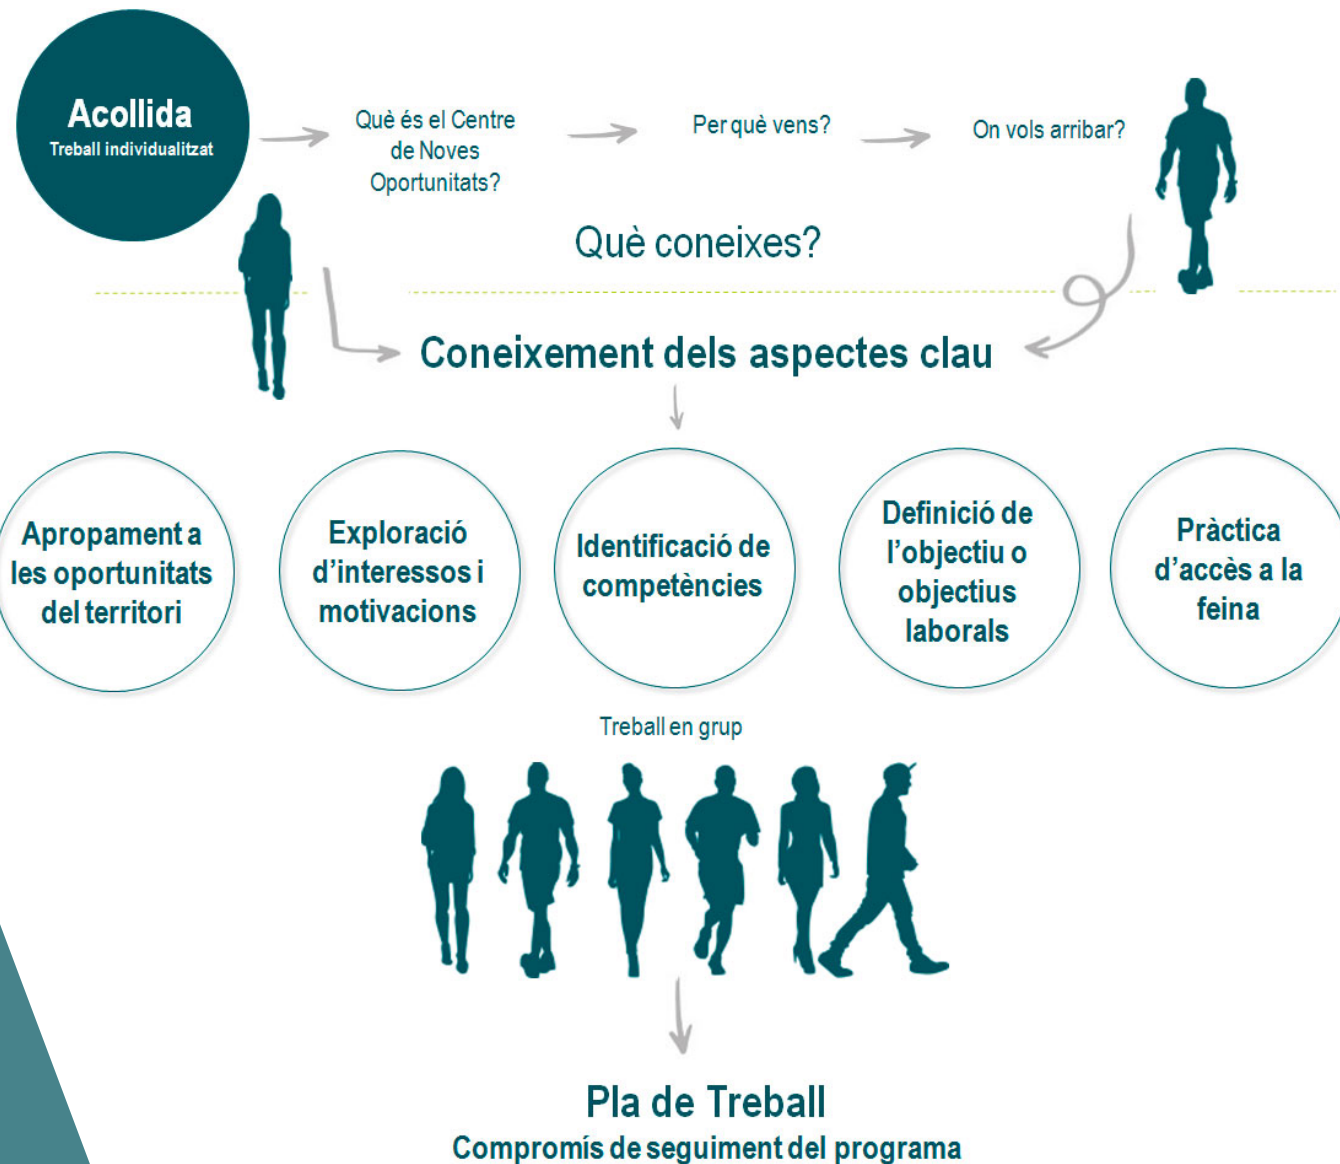 Acollida
Treball individualitzat
Què és el Centre
de Noves
Oportunitats?
Per què vens?
On vols arribar?
Què coneixes?
Coneixement dels aspectes clau
Apropament a
les oportunitats
del territori
Exploració
d'interessos i
motivacions
Identificació de
competències
Definició de
l'objectiu o
objectius
laborals
Pràctica
d'accès a la
feina
Treball en grup
Pla de Treball
Compromís de seguiment del programa